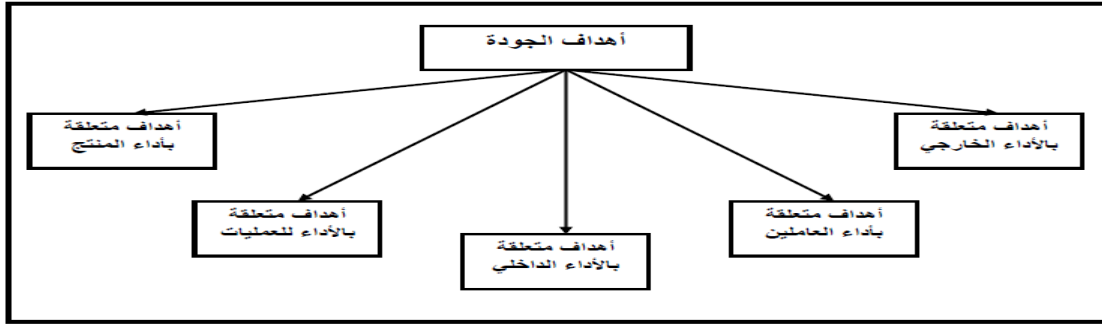 أهداف الجودة
أهداف متعلقة
بالأداء الخارجي
أهداف متعلقة
بأداء العاملين
أهداف متعلقة
بالأداء الداخلي
أهداف متعلقة
بالأداء للعمليات
أهداف متعلقة
بأداء المنتج